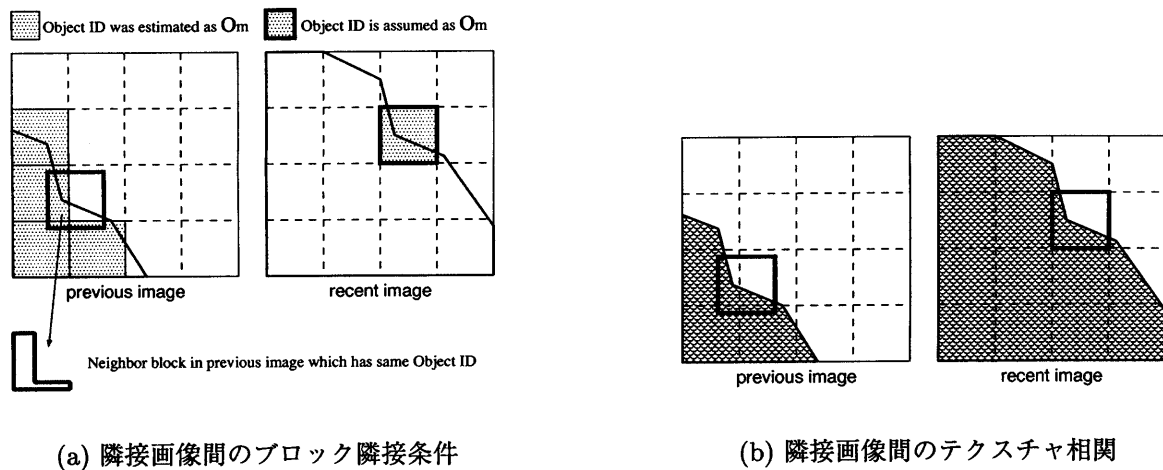 Object ID was estimated as Om
Object ID is assumed as Om
previous image
recent image
Neighbor block in previous image which has same Object ID
(a) 隣接画像間のブロック隣接条件
previous image
recent image
(b) 隣接画像間のテクスチャ相関